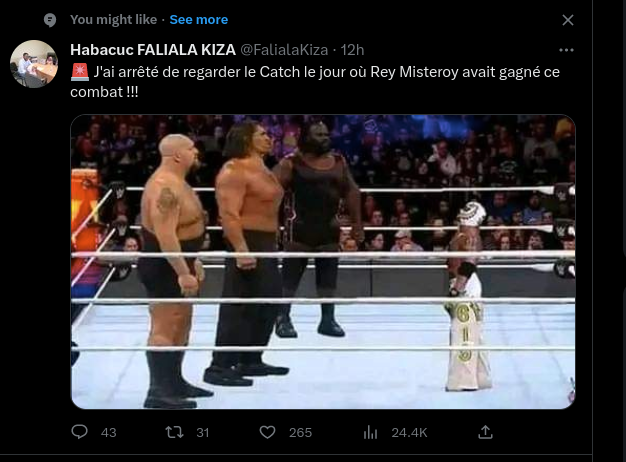 You might like · See more
Habacuc FALIALA KIZA @FalialaKiza · 12h
🚨 J'ai arrêté de regarder le Catch le jour où Rey Misteroy avait gagné ce
combat !!!
619
43 31 265 24.4K